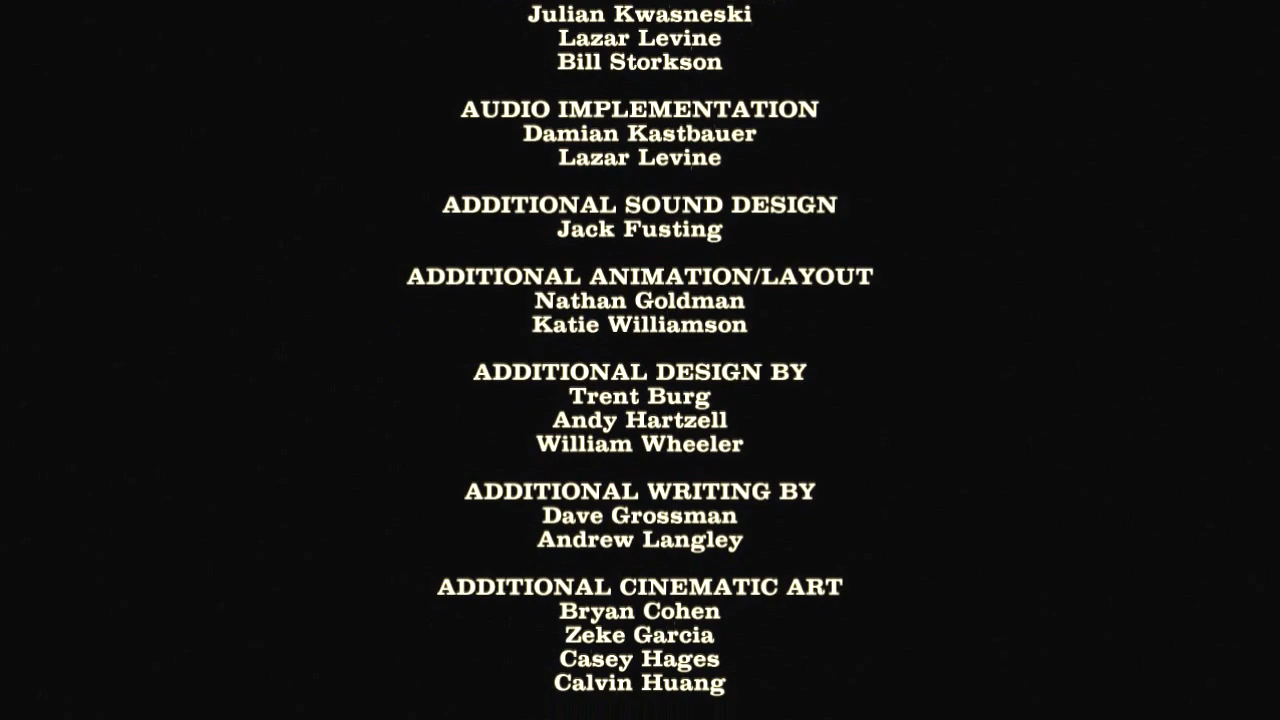 Julian Kwasneski
Lazar Levine
Bill Storkson
AUDIO IMPLEMENTATION
Damian Kastbauer
Lazar Levine
ADDITIONAL SOUND DESIGN
Jack Fusting
ADDITIONAL ANIMATION/LAYOUT
Nathan Goldman
Katie Williamson
ADDITIONAL DESIGN BY
Trent Burg
Andy Hartzell
William Wheeler
ADDITIONAL WRITING BY
Dave Grossman
Andrew Langley
ADDITIONAL CINEMATIC ART
Bryan Cohen
Zeke Garcia
Casey Hages
Calvin Huang